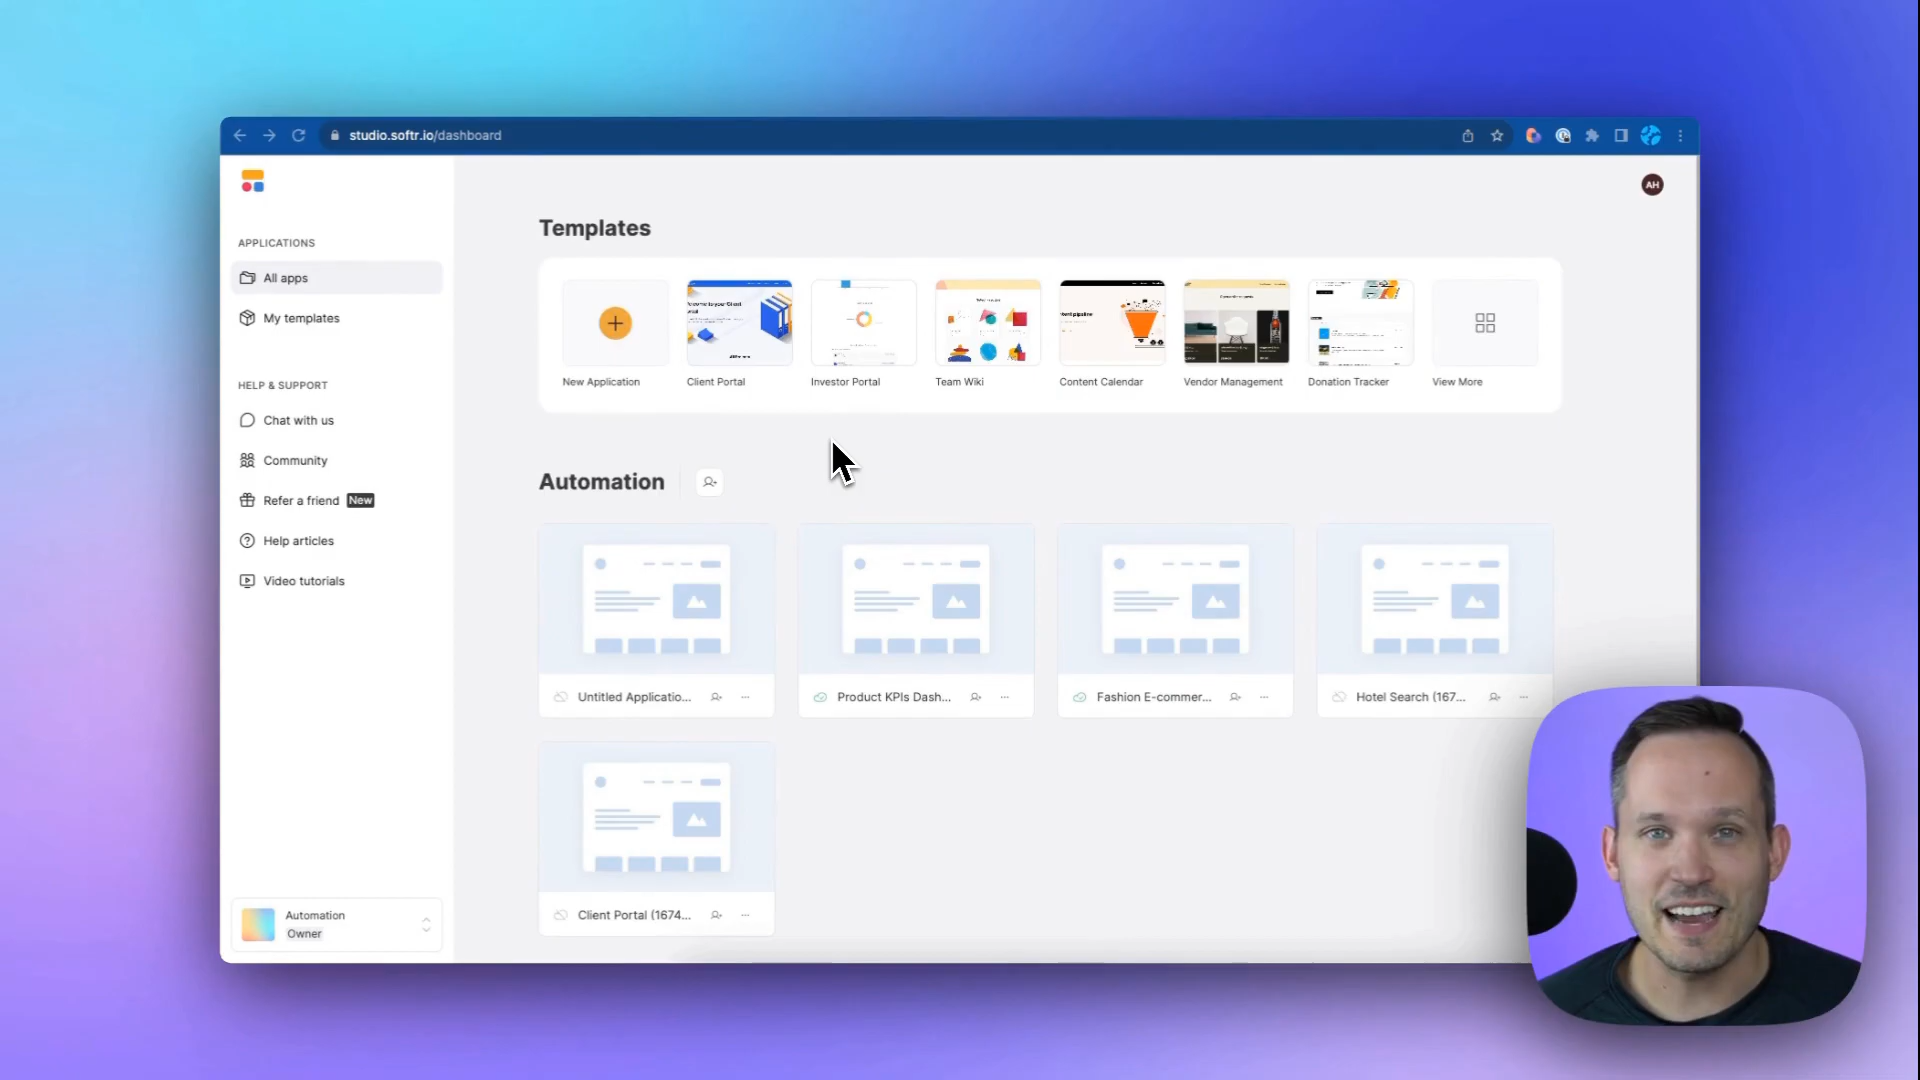 studio.softr.io/dashboard
AH
APPLICATIONS
All apps
My templates
HELP & SUPPORT
Chat with us
Community
Refer a friend New
Help articles
Video tutorials
Automation
Owner
Templates
New Application
Client Portal
Investor Portal
Team Wiki
Content Calendar
Vendor Management
Donation Tracker
View More
Automation
Untitled Applicatio...
Product KPIs Dash...
Fashion E-commer...
Hotel Search (167...
Client Portal (1674...